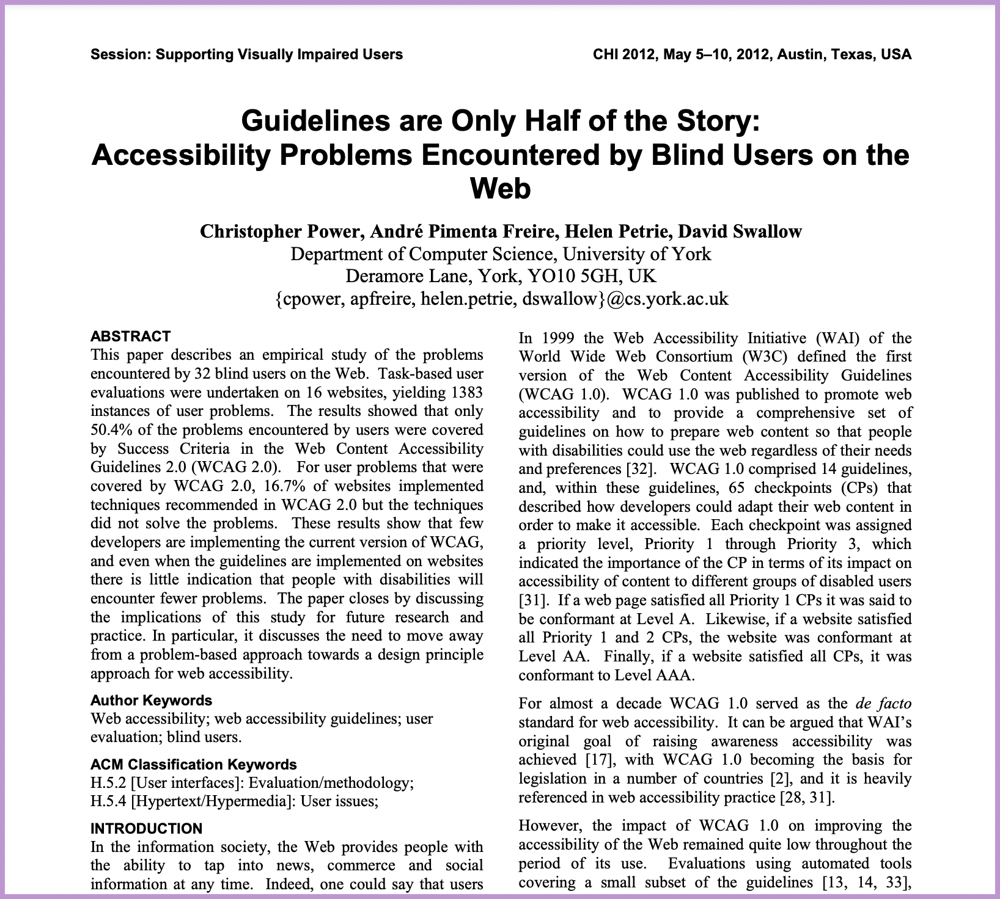 Session: Supporting Visually Impaired Users
CHI 2012, May 5–10, 2012, Austin, Texas, USA
Guidelines are Only Half of the Story:
Accessibility Problems Encountered by Blind Users on the
Web
Christopher Power, André Pimenta Freire, Helen Petrie, David Swallow
Department of Computer Science, University of York
Deramore Lane, York, YO10 5GH, UK
{cpower, apfreire, helen.petrie, dswallow}@cs.york.ac.uk
ABSTRACT
This paper describes an empirical study of the problems
encountered by 32 blind users on the Web. Task-based user
evaluations were undertaken on 16 websites, yielding 1383
instances of user problems. The results showed that only
50.4% of the problems encountered by users were covered
by Success Criteria in the Web Content Accessibility
Guidelines 2.0 (WCAG 2.0). For user problems that were
covered by WCAG 2.0, 16.7% of websites implemented
techniques recommended in WCAG 2.0 but the techniques
did not solve the problems. These results show that few
developers are implementing the current version of WCAG,
and even when the guidelines are implemented on websites
there is little indication that people with disabilities will
encounter fewer problems. The paper closes by discussing
the implications of this study for future research and
practice. In particular, it discusses the need to move away
from a problem-based approach towards a design principle
approach for web accessibility.
Author Keywords
Web accessibility; web accessibility guidelines; user
evaluation; blind users.
ACM Classification Keywords
H.5.2 [User interfaces]: Evaluation/methodology;
H.5.4 [Hypertext/Hypermedia]: User issues;
INTRODUCTION
In the information society, the Web provides people with
the ability to tap into news, commerce and social
information at any time. Indeed, one could say that users
In 1999 the Web Accessibility Initiative (WAI) of the
World Wide Web Consortium (W3C) defined the first
version of the Web Content Accessibility Guidelines
(WCAG 1.0). WCAG 1.0 was published to promote web
accessibility and to provide a comprehensive set of
guidelines on how to prepare web content so that people
with disabilities could use the web regardless of their needs
and preferences [32]. WCAG 1.0 comprised 14 guidelines,
and, within these guidelines, 65 checkpoints (CPs) that
described how developers could adapt their web content in
order to make it accessible. Each checkpoint was assigned
a priority level, Priority 1 through Priority 3, which
indicated the importance of the CP in terms of its impact on
accessibility of content to different groups of disabled users
[31]. If a web page satisfied all Priority 1 CPs it was said to
be conformant at Level A. Likewise, if a website satisfied
all Priority 1 and 2 CPs, the website was conformant at
Level AA. Finally, if a website satisfied all CPs, it was
conformant to Level AAA.
For almost a decade WCAG 1.0 served as the de facto
standard for web accessibility. It can be argued that WAI’s
original goal of raising awareness accessibility was
achieved [17], with WCAG 1.0 becoming the basis for
legislation in a number of countries [2], and it is heavily
referenced in web accessibility practice [28, 31].
However, the impact of WCAG 1.0 on improving the
accessibility of the Web remained quite low throughout the
period of its use. Evaluations using automated tools
covering a small subset of the guidelines [13, 14, 33],